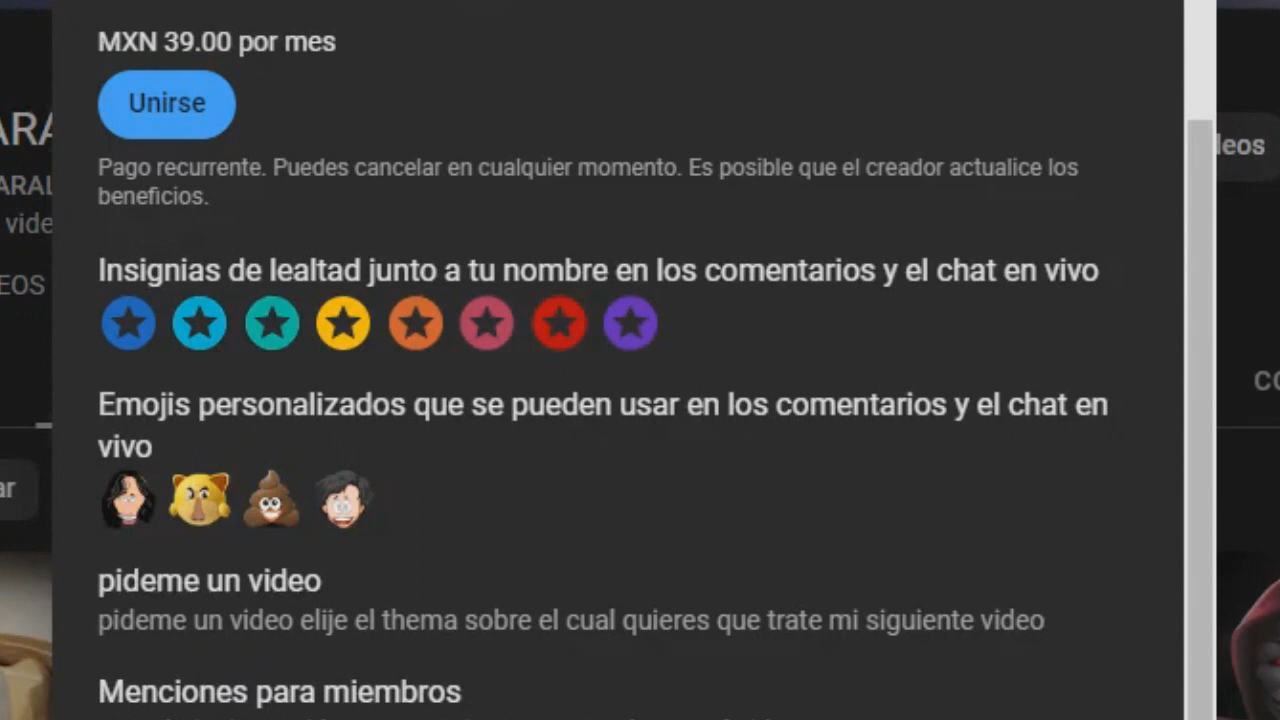 MXN 39.00 por mes
Unirse
Pago recurrente. Puedes cancelar en cualquier momento. Es posible que el creador actualice los
beneficios.
Insignias de lealtad junto a tu nombre en los comentarios y el chat en vivo
Emojis personalizados que se pueden usar en los comentarios y el chat en
vivo
pideme un video
pideme un video elije el thema sobre el cual quieres que trate mi siguiente video
Menciones para miembros